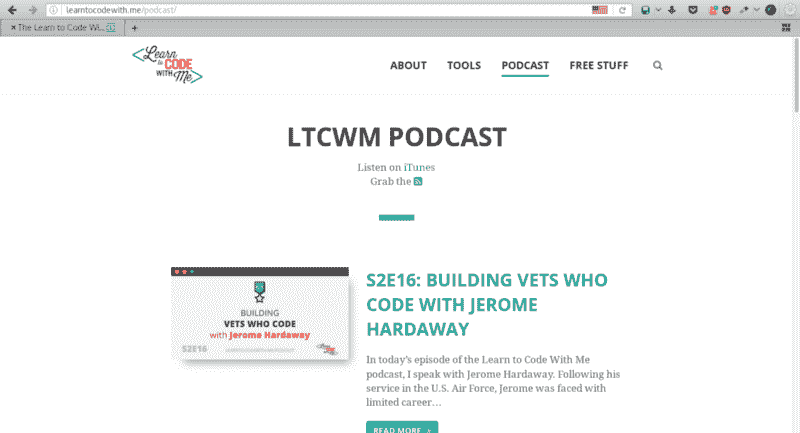 learntocodewith.me/podcast/
The Learn to Code Wi...
Learn
to CODE
WITH Me
ABOUT TOOLS PODCAST FREE STUFF
LTCWM PODCAST
Listen on iTunes
Grab the
S2E16: BUILDING VETS WHO
CODE WITH JEROME
HARDAWAY
BUILDING
VETS WHO CODE
with Jerome Hardaway
S2E16
In today's episode of the Learn to Code With Me
podcast, I speak with Jerome Hardaway. Following his
service in the U.S. Air Force, Jerome was faced with
limited career...
READ MORE